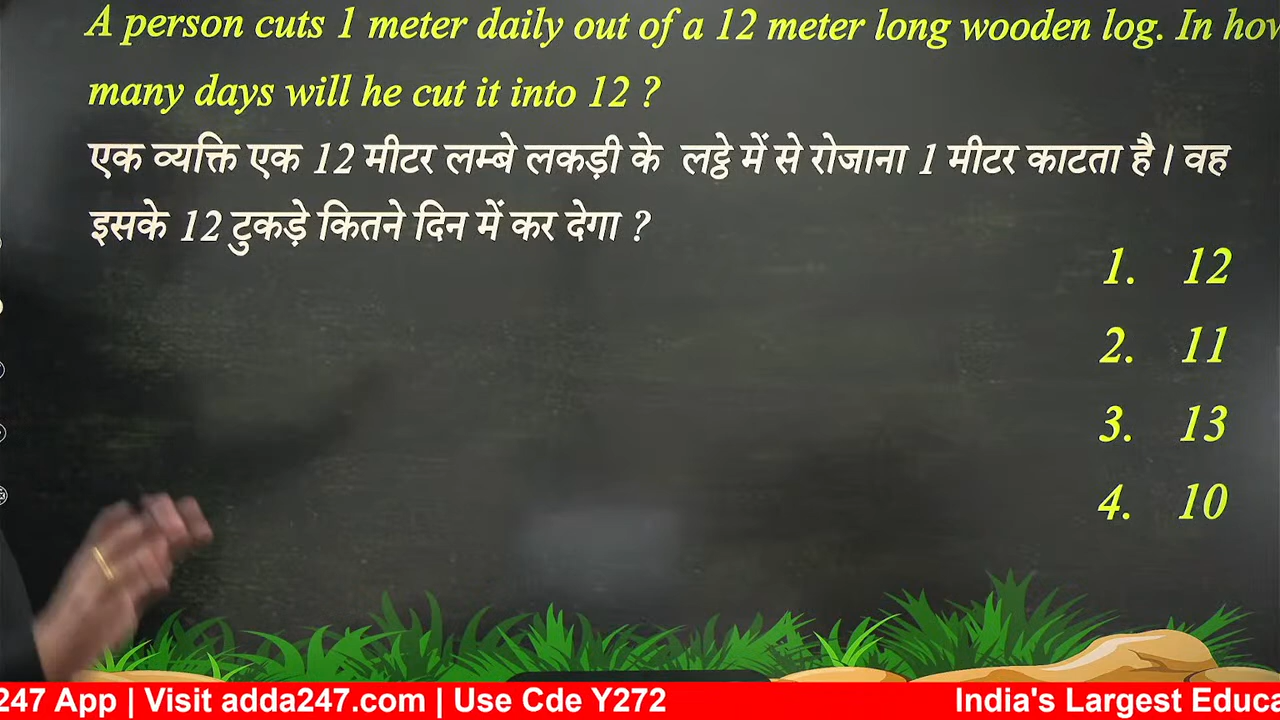 A person cuts 1 meter daily out of a 12 meter long wooden log. In how
many days will he cut it into 12 ?
एक व्यक्ति एक 12 मीटर लम्बे लकड़ी के लट्ठे में से रोजाना 1 मीटर काटता है। वह
इसके 12 टुकड़े कितने दिन में कर देगा ?
1. 12
2. 11
3. 13
4. 10
247 App | Visit adda247.com | Use Cde Y272 India's Largest Educa